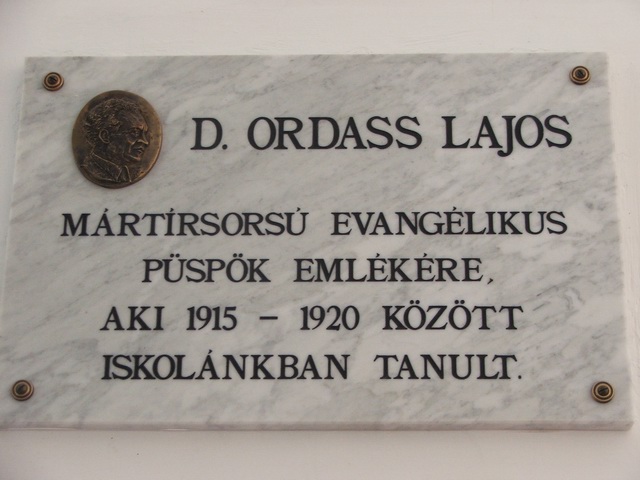 D. ORDASS LAJOS
MÁRTÍRSORSÚ EVANGÉLIKUS
PÜSPÖK EMLÉKÉRE,
AKI 1915 – 1920 KÖZÖTT
ISKOLÁNKBAN TANULT.